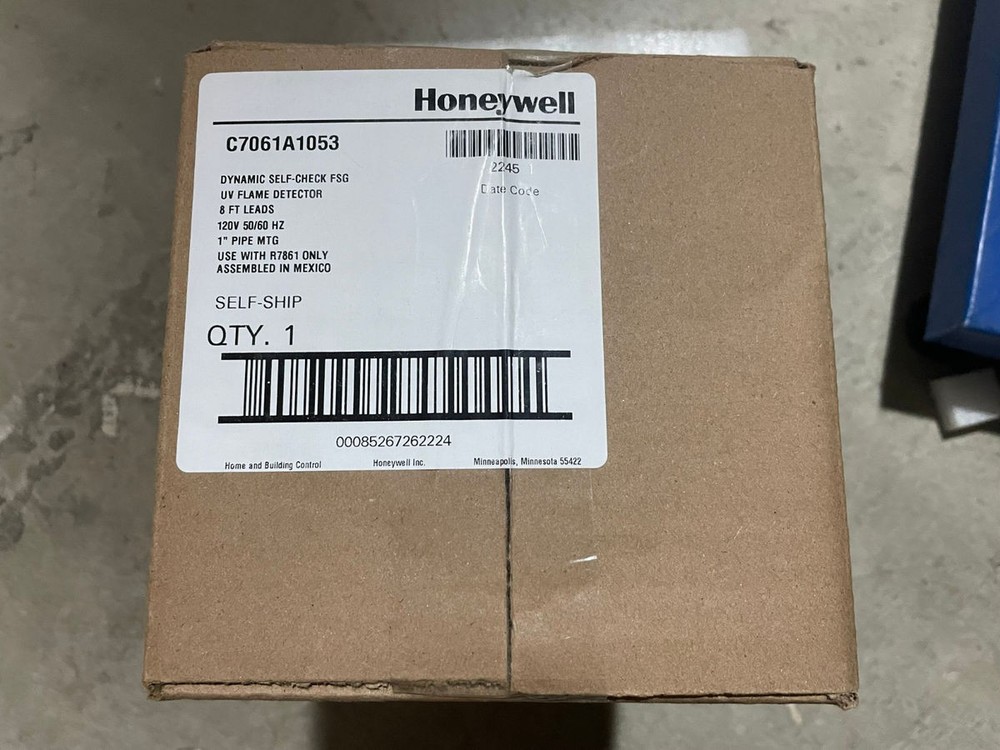 Honeywell
C7061A1053
2245
Date Code
DYNAMIC SELF-CHECK FSG
UV FLAME DETECTOR
8 FT LEADS
120V 50/60 HZ
1" PIPE MTG
USE WITH R7861 ONLY
ASSEMBLED IN MEXICO
SELF-SHIP
QTY. 1
00085267262224
Home and Building Control Honeywell Inc. Minneapolis, Minnesota 55422